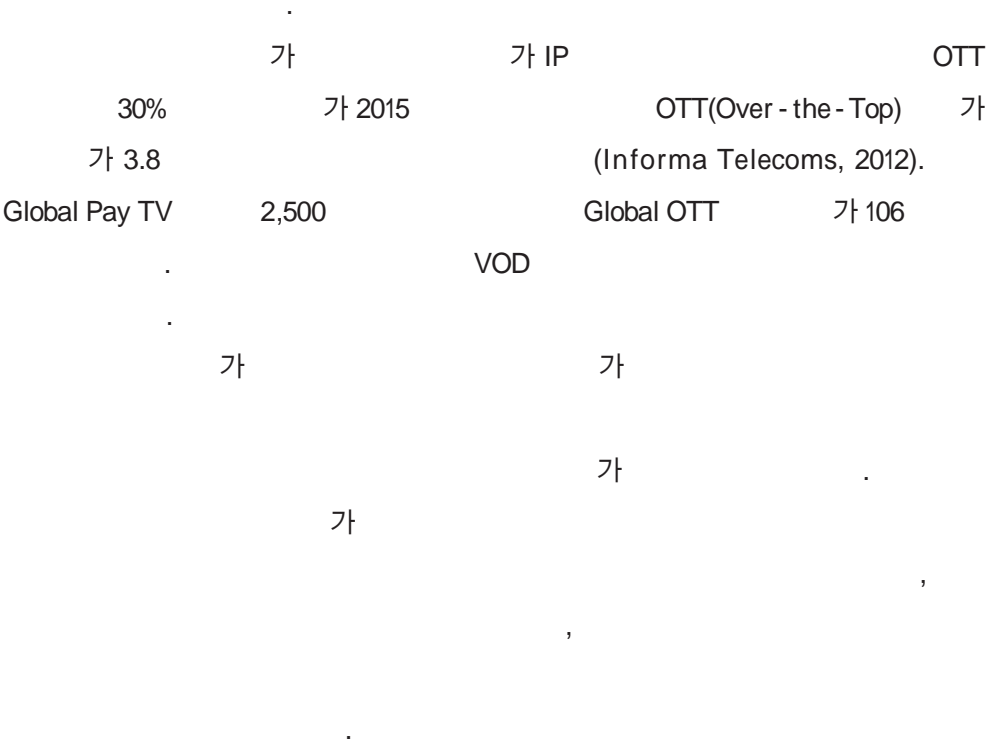 .
가 가 IP OTT
30% 가 2015 OTT(Over - the - Top) 가
가 3.8 (Informa Telecoms, 2012).
Global Pay TV 2,500 Global OTT 가 106
. VOD
.
가 가
가 .
가
,
,
.